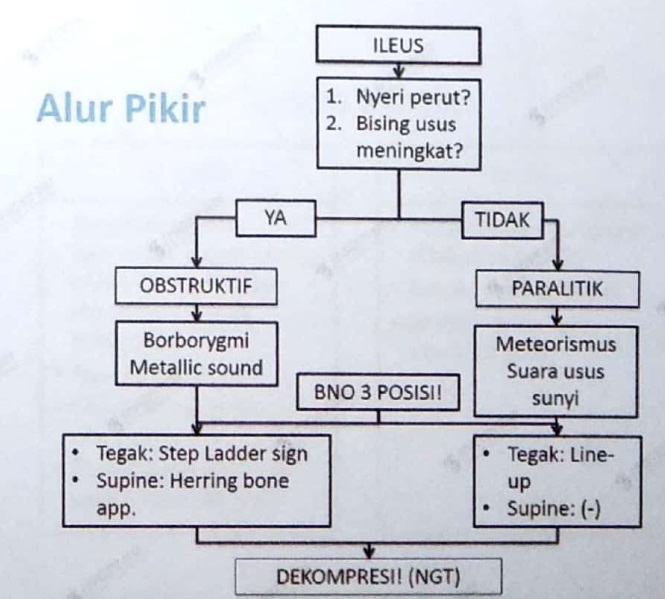 ILEUS
Alur Pikir
1. Nyeri perut?
2. Bising usus
meningkat?
YA
TIDAK
OBSTRUKTIF
PARALITIK
Borborygmi
Metallic sound
Meteorismus
Suara usus
sunyi
BNO 3 POSISI!
• Tegak: Step Ladder sign
• Supine: Herring bone
app.
• Tegak: Line-
up
• Supine: (-)
DEKOMPRESI! (NGT)